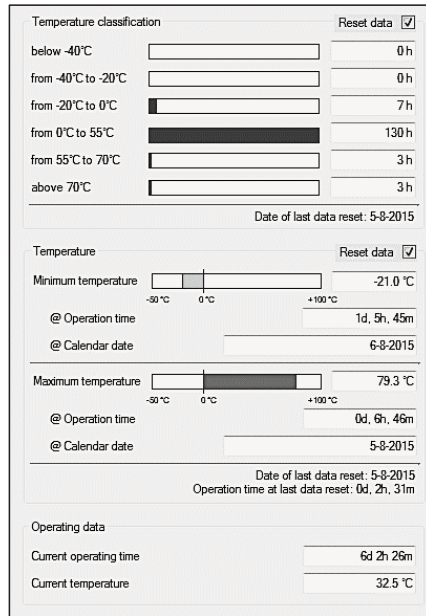 Temperature classification Reset data
below -40°C 0 h
from -40°C to -20°C 0 h
from -20°C to 0°C 7 h
from 0°C to 55°C 130 h
from 55°C to 70°C 3 h
above 70°C 3 h
Date of last data reset: 5-8-2015
Temperature Reset data
Minimum temperature -21.0 °C
-50 °C 0 °C +100 °C
@ Operation time 1d, 5h, 45m
@ Calendar date 6-8-2015
Maximum temperature 79.3 °C
-50 °C 0 °C +100 °C
@ Operation time 0d, 6h, 46m
@ Calendar date 5-8-2015
Date of last data reset: 5-8-2015
Operation time at last data reset: 0d, 2h, 31m
Operating data
Current operating time 6d 2h 26m
Current temperature 32.5 °C